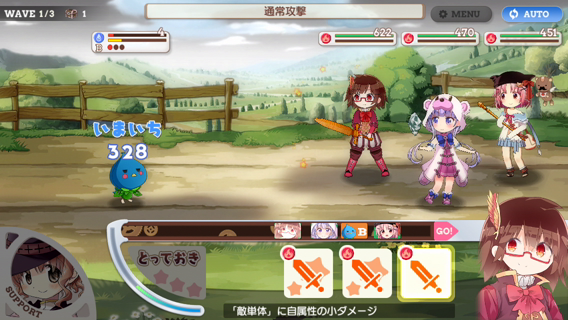 WAVE 1/3 1
通常攻撃
MENU
AUTO
B 4
622
470
451
いまいち
328
B
GO!
とっておき
SUPPORT
「敵単体」に自属性の小ダメージ